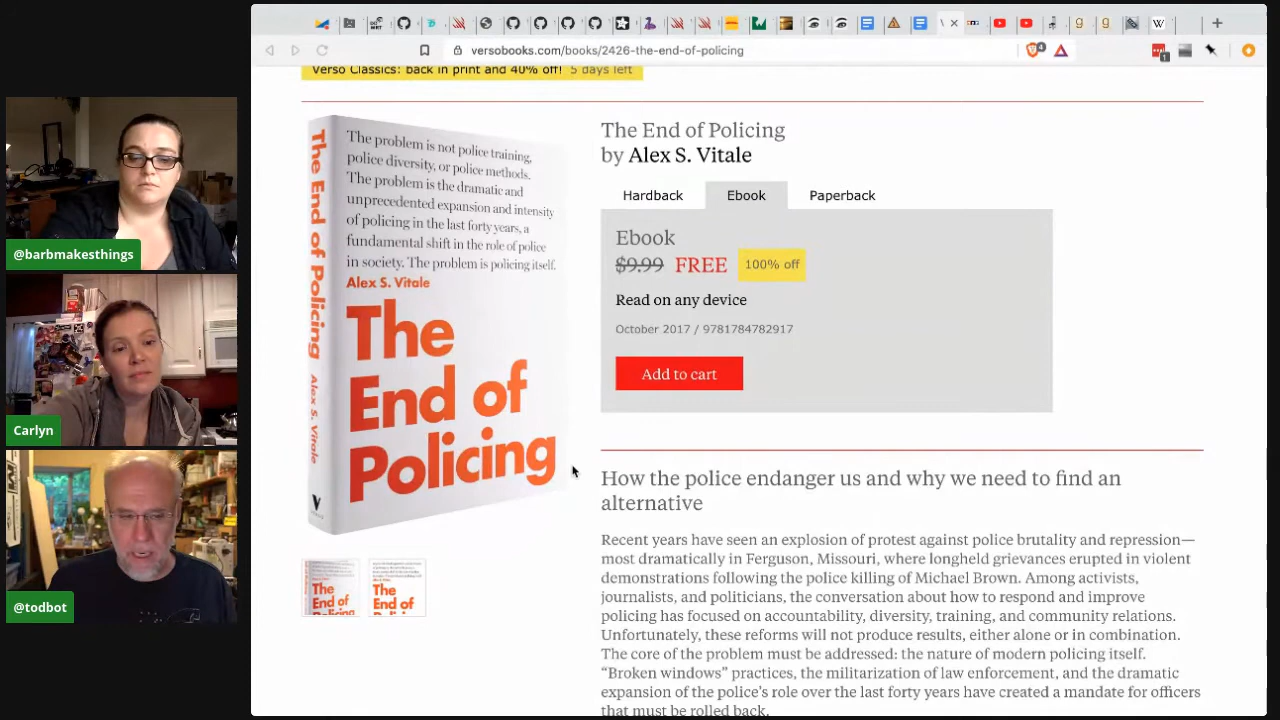 versobooks.com/books/2426-the-end-of-policing
Verso Classics: back in print and 40% off! 5 days left
The End of Policing
Alex S. Vitale
The problem is not police training,
police diversity, or police methods.
The problem is the dramatic and
unprecedented expansion and intensity
of policing in the last forty years, a
fundamental shift in the role of police
in society. The problem is policing itself.
Alex S. Vitale
The
End of
Policing
The End of Policing
by Alex S. Vitale
Hardback
Ebook
Paperback
Ebook
$9.99 FREE 100% off
Read on any device
October 2017 / 9781784782917
Add to cart
How the police endanger us and why we need to find an
alternative
Recent years have seen an explosion of protest against police brutality and repression—
most dramatically in Ferguson, Missouri, where longheld grievances erupted in violent
demonstrations following the police killing of Michael Brown. Among activists,
journalists, and politicians, the conversation about how to respond and improve
policing has focused on accountability, diversity, training, and community relations.
Unfortunately, these reforms will not produce results, either alone or in combination.
The core of the problem must be addressed: the nature of modern policing itself.
“Broken windows” practices, the militarization of law enforcement, and the dramatic
expansion of the police’s role over the last forty years have created a mandate for officers
that must be rolled back.
@barbmakesthings
Carlyn
@todbot